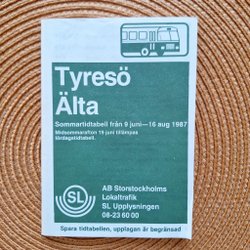 Tyresö
Älta
Sommartidtabell från 9 juni—16 aug 1987
Midsommarafton 19 juni tillämpas
lördagstidtabell.
SL
AB Storstockholms
Lokaltrafik
SL Upplysningen
08-23 60 00
Spara tidtabellen, upplagan är begränsad